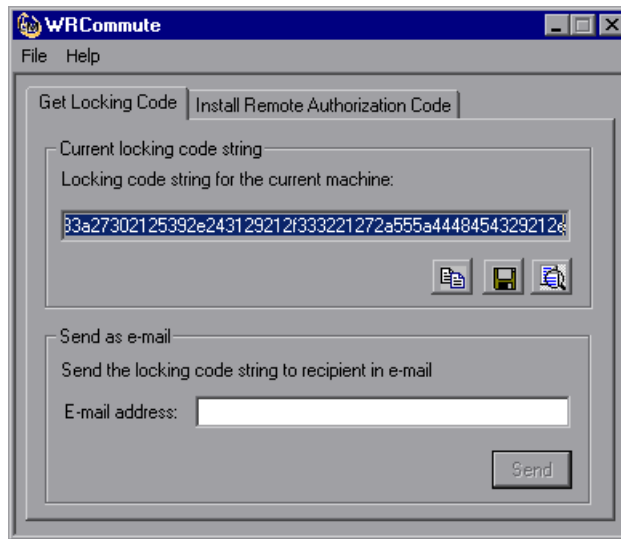 WRCommute
File Help
Get Locking Code Install Remote Authorization Code
Current locking code string
Locking code string for the current machine:
33a27302125392e243129212f333221272a555a4448454329212e
Send as e-mail
Send the locking code string to recipient in e-mail
E-mail address:
Send